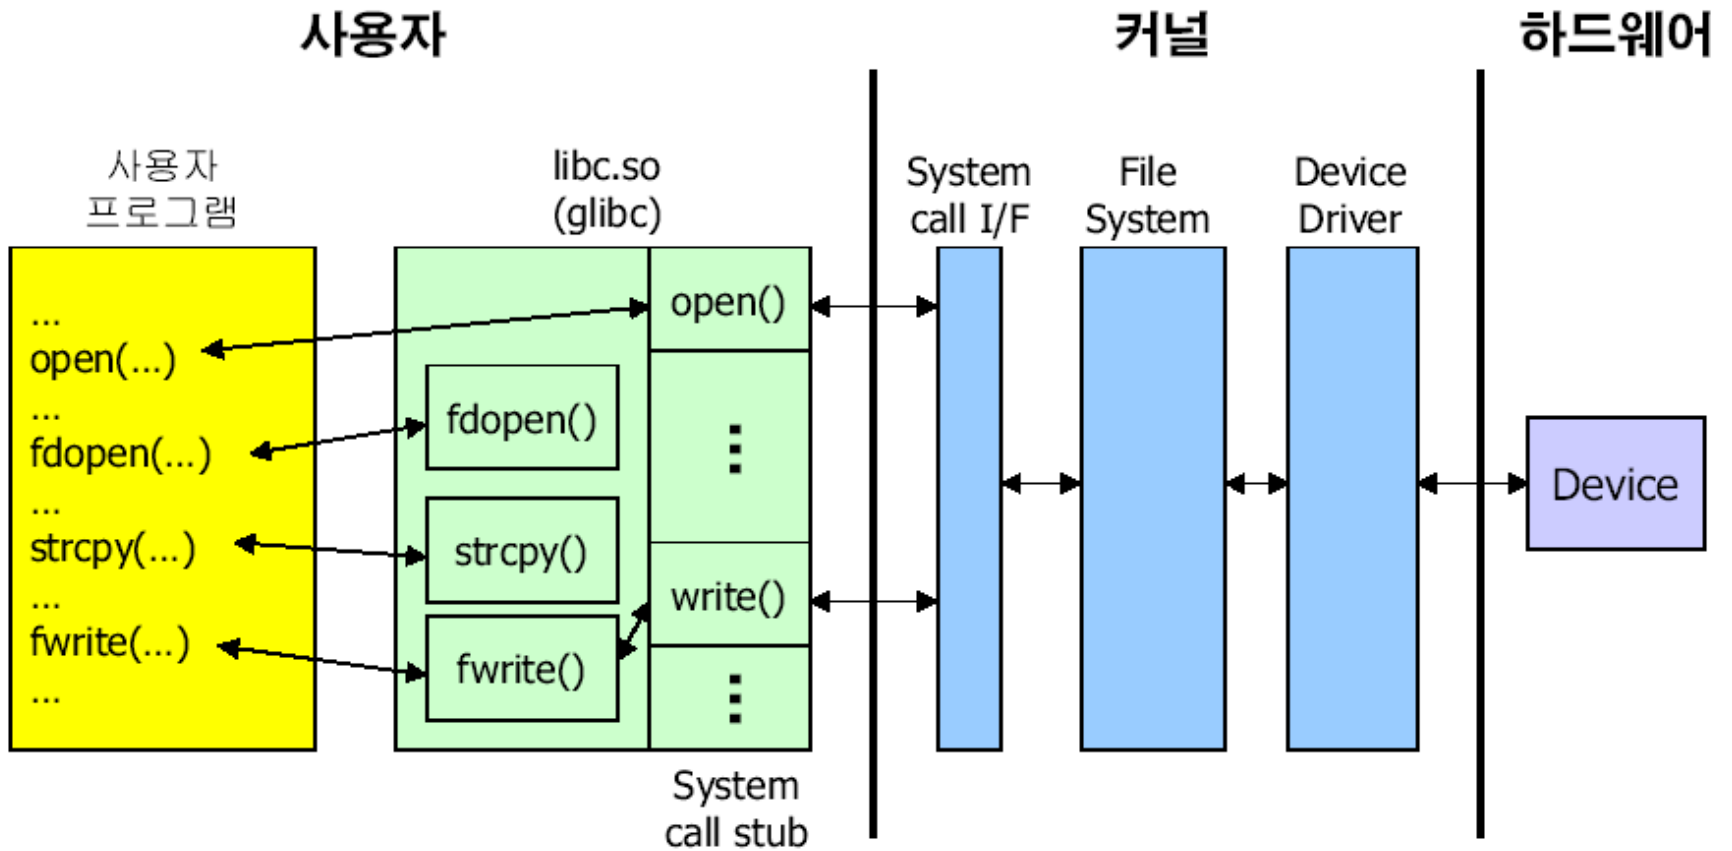 사용자
커널
하드웨어
사용자
프로그램
...
open(...)
...
fdopen(...)
...
strcpy(...)
...
fwrite(...)
...
libc.so
(glibc)
open()
fdopen()
strcpy()
write()
fwrite()
System
call stub
System
call I/F
File
System
Device
Driver
Device